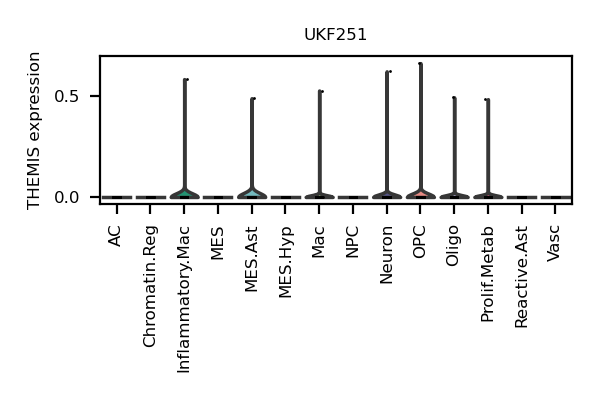 UKF251
THEMIS expression
0.5
0.0
AC
Chromatin.Reg
Inflammatory.Mac
MES
MES.Ast
MES.Hyp
Mac
NPC
Neuron
OPC
Oligo
Prolif.Metab
Reactive.Ast
Vasc